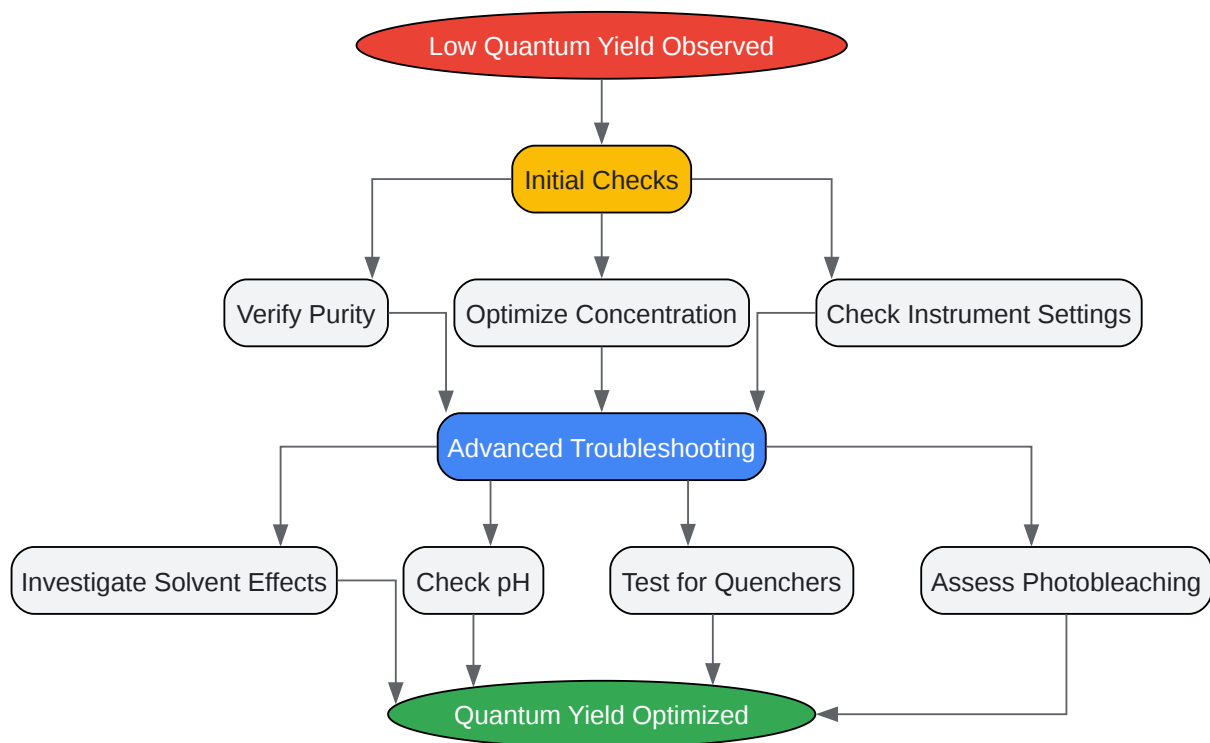 Low Quantum Yield Observed
Initial Checks
Verify Purity
Optimize Concentration
Check Instrument Settings
Advanced Troubleshooting
Investigate Solvent Effects
Check pH
Test for Quenchers
Assess Photobleaching
Quantum Yield Optimized